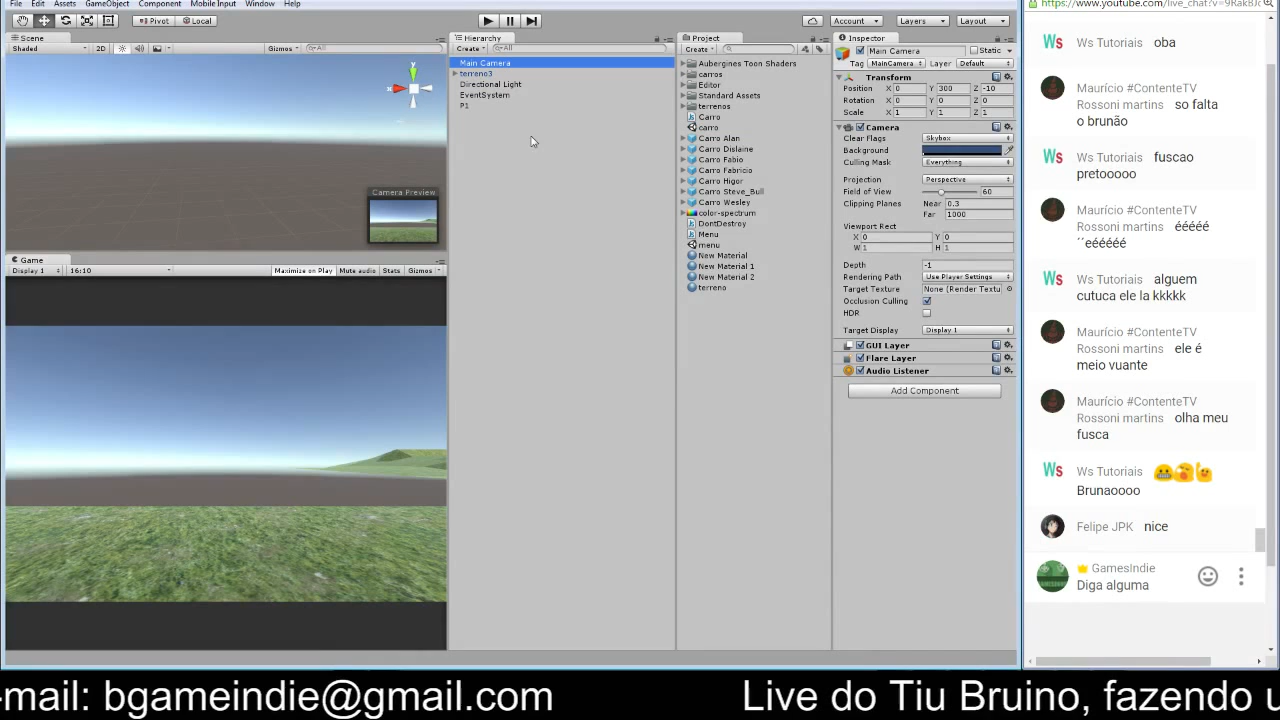 File Edit Assets GameObject Component Mobile Input Window Help
Pivot Local Account Layers Layout
Scene
Shaded 2D Gizmos All
Camera Preview
Game
Display 1 16:10 Maximize on Play Mute audio Stats Gizmos
Hierarchy
Create All
Main Camera
terreno3
Directional Light
EventSystem
P1
Project
Create
Aubergines Toon Shaders
carros
Editor
Standard Assets
terrenos
Carro
carro
Carro Alan
Carro Dislaine
Carro Fabio
Carro Fabricio
Carro Higor
Carro Steve_Bull
Carro Wesley
color-spectrum
DontDestroy
Menu
menu
New Material
New Material 1
New Material 2
terreno
Inspector
Main Camera Static
Tag MainCamera Layer Default
Transform
Position X 0 Y 300 Z -10
Rotation X 0 Y 0 Z 0
Scale X 1 Y 1 Z 1
Camera
Clear Flags Skybox
Background
Culling Mask Everything
Projection Perspective
Field of View 60
Clipping Planes Near 0.3
Far 1000
Viewport Rect
X 0 Y 0
W 1 H 1
Depth -1
Rendering Path Use Player Settings
Target Texture None (Render Textu
Occlusion Culling
HDR
Target Display Display 1
GUI Layer
Flare Layer
Audio Listener
Add Component
https://www.youtube.com/live_chat?v=9RakBJc
Ws Tutoriais oba
Maurício #ContenteTV
Rossoni martins so falta
o brunão
Ws Tutoriais fuscao
pretooooo
Maurício #ContenteTV
Rossoni martins ééééé
´´eééééé
Ws Tutoriais alguem
cutuca ele la kkkkk
Maurício #ContenteTV
Rossoni martins ele é
meio vuante
Maurício #ContenteTV
Rossoni martins olha meu
fusca
Ws Ws Tutoriais
Brunaoooo
Felipe JPK nice
GamesIndie
Diga alguma
-mail: bgameindie@gmail.com Live do Tiu Bruino, fazendo u